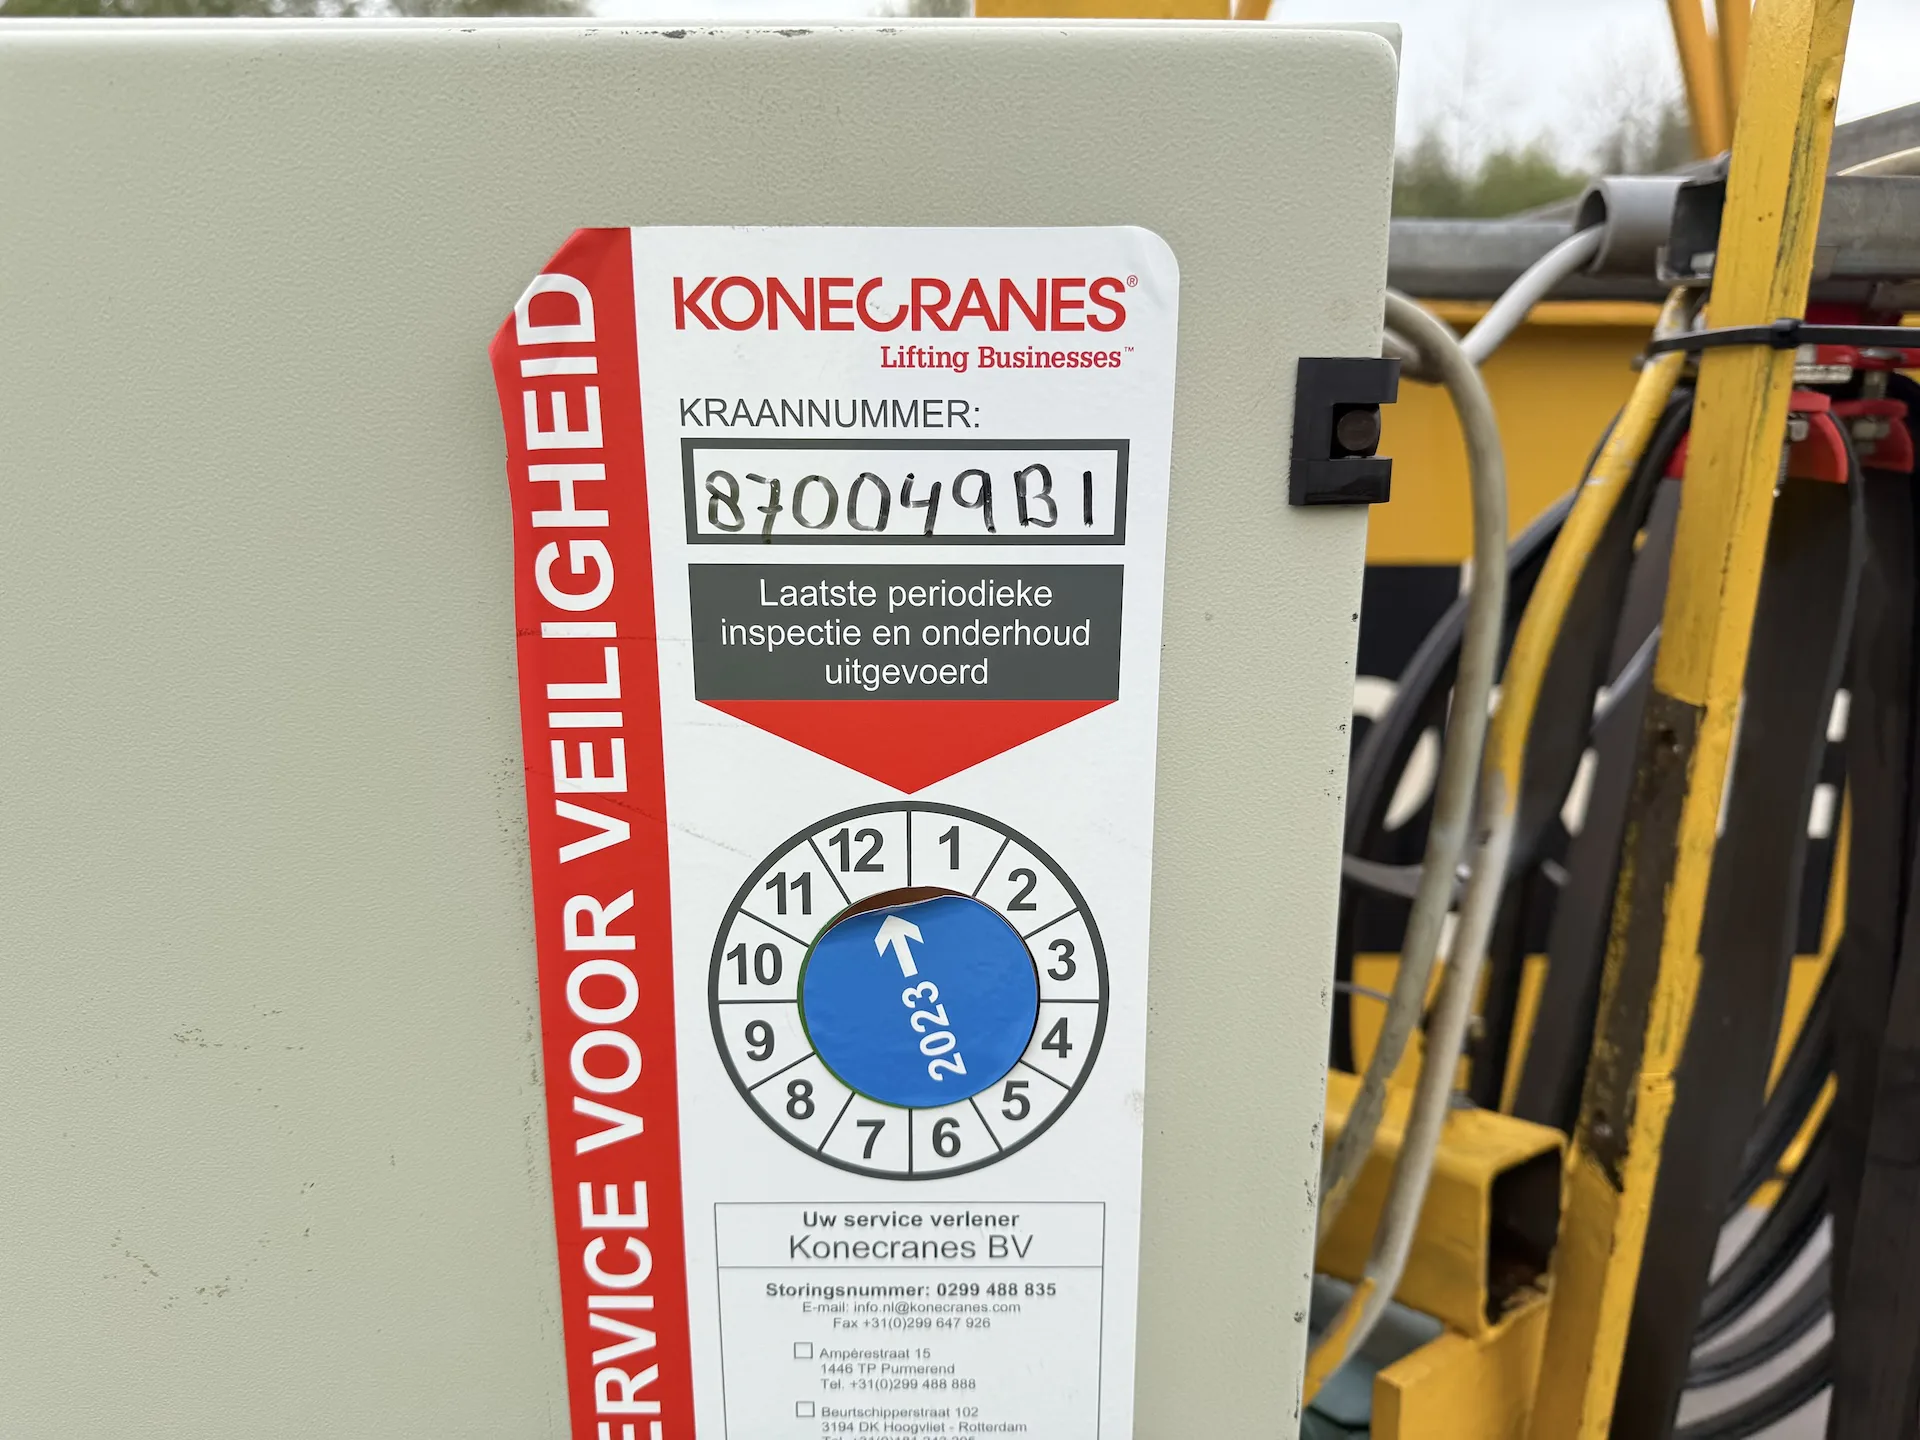 SERVICE VOOR VEILIGHEID
KONECRANES®
Lifting Businesses™
KRAANNUMMER:
870049B1
Laatste periodieke
inspectie en onderhoud
uitgevoerd
12
1
2
3
4
5
6
7
8
9
10
11
2023
Uw service verlener
Konecranes BV
Storingsnummer: 0299 488 835
E-mail: info.nl@konecranes.com
Fax +31(0)299 647 926
Ampèrestraat 15
1446 TP Purmerend
Tel. +31(0)299 488 888
Beurtschipperstraat 102
3194 DK Hoogvliet - Rotterdam